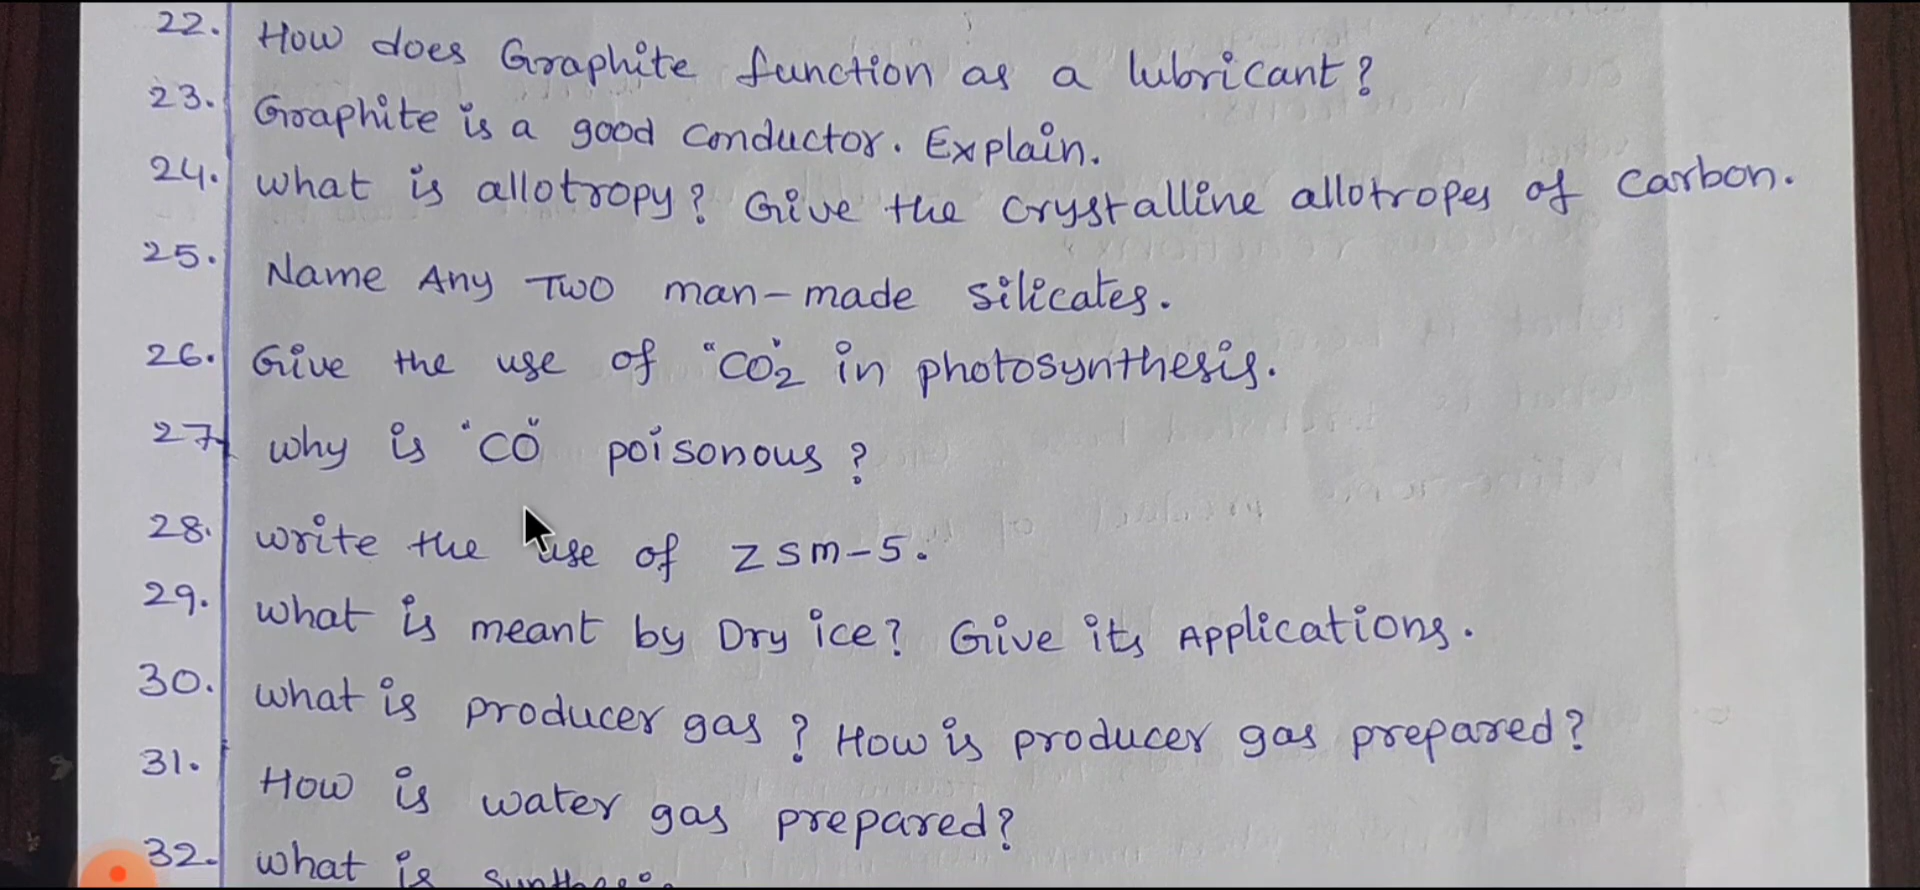 22. How does Graphite function as a lubricant?
23. Graphite is a good conductor. Explain.
24. What is allotropy? Give the crystalline allotropes of carbon.
25. Name Any Two man-made silicates.
26. Give the use of "CO2" in photosynthesis.
27. Why is "CO" poisonous?
28. Write the use of ZSM-5.
29. What is meant by Dry ice? Give its Applications.
30. What is producer gas? How is producer gas prepared?
31. How is water gas prepared?
32. What is